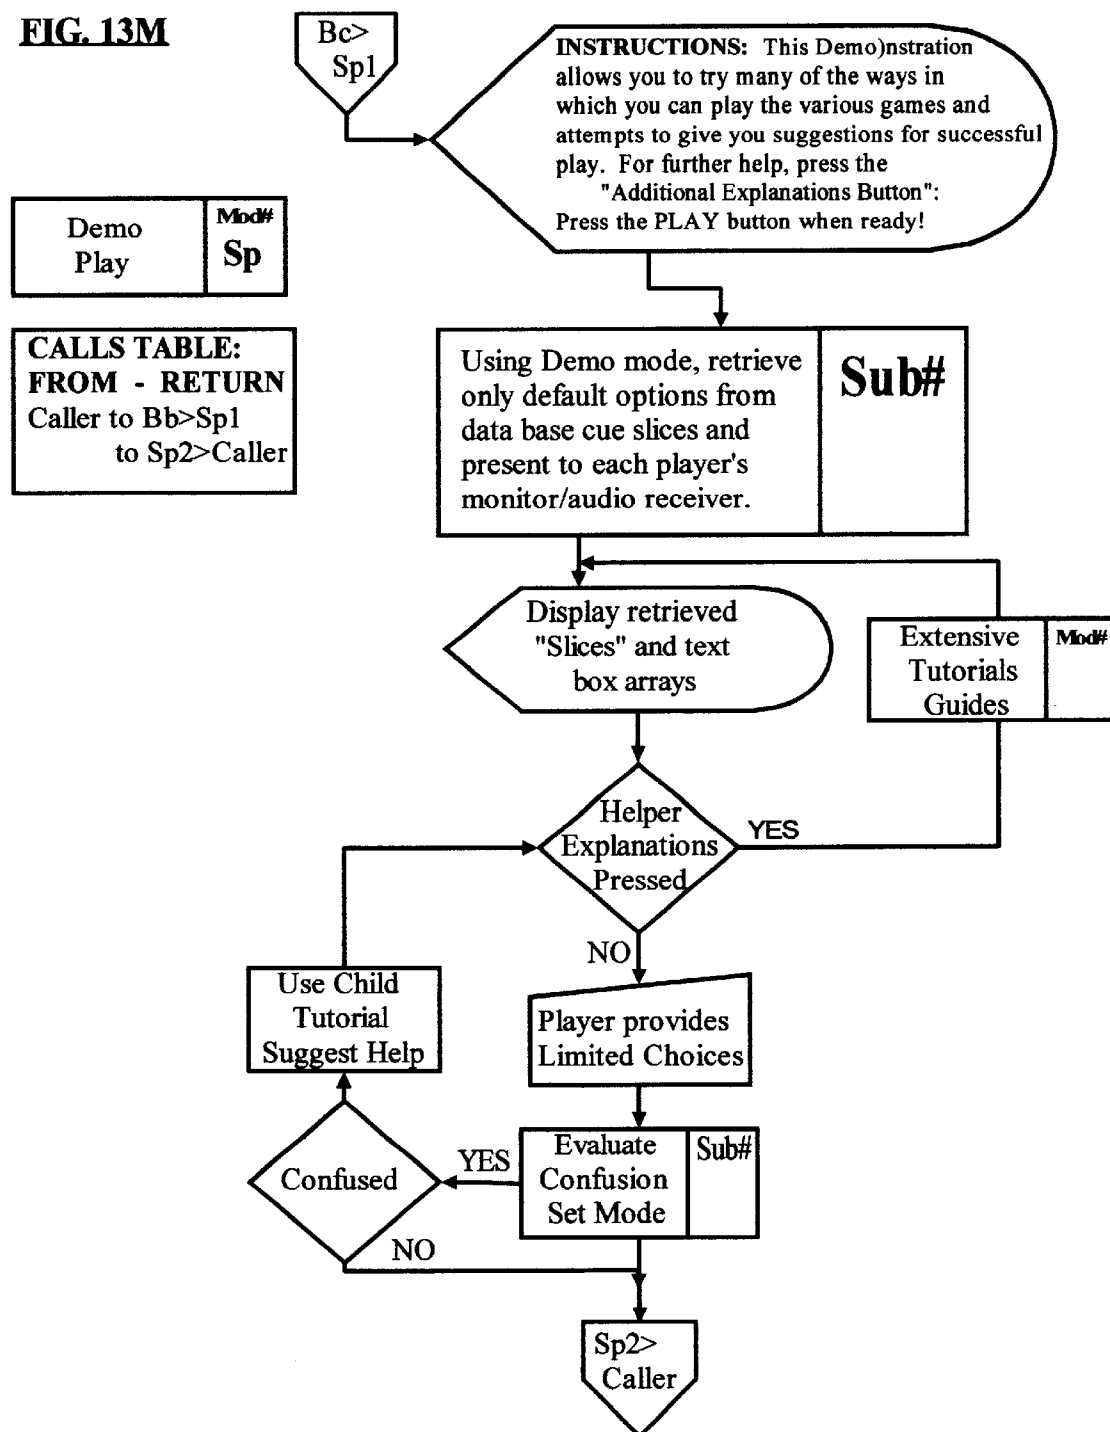 FIG. 13M
Bc>
Sp1
INSTRUCTIONS: This Demo)nstration
allows you to try many of the ways in
which you can play the various games and
attempts to give you suggestions for successful
play. For further help, press the
"Additional Explanations Button":
Press the PLAY button when ready!
Demo
Play
Mod#
Sp
CALLS TABLE:
FROM - RETURN
Caller to Bb>Sp1
to Sp2>Caller
Using Demo mode, retrieve
only default options from
data base cue slices and
present to each player's
monitor/audio receiver.
Sub#
Display retrieved
"Slices" and text
box arrays
Extensive
Tutorials
Guides
Mod#
Helper
Explanations
Pressed
YES
NO
Use Child
Tutorial
Suggest Help
Player provides
Limited Choices
Confused
YES
Evaluate
Confusion
Set Mode
Sub#
NO
Sp2>
Caller